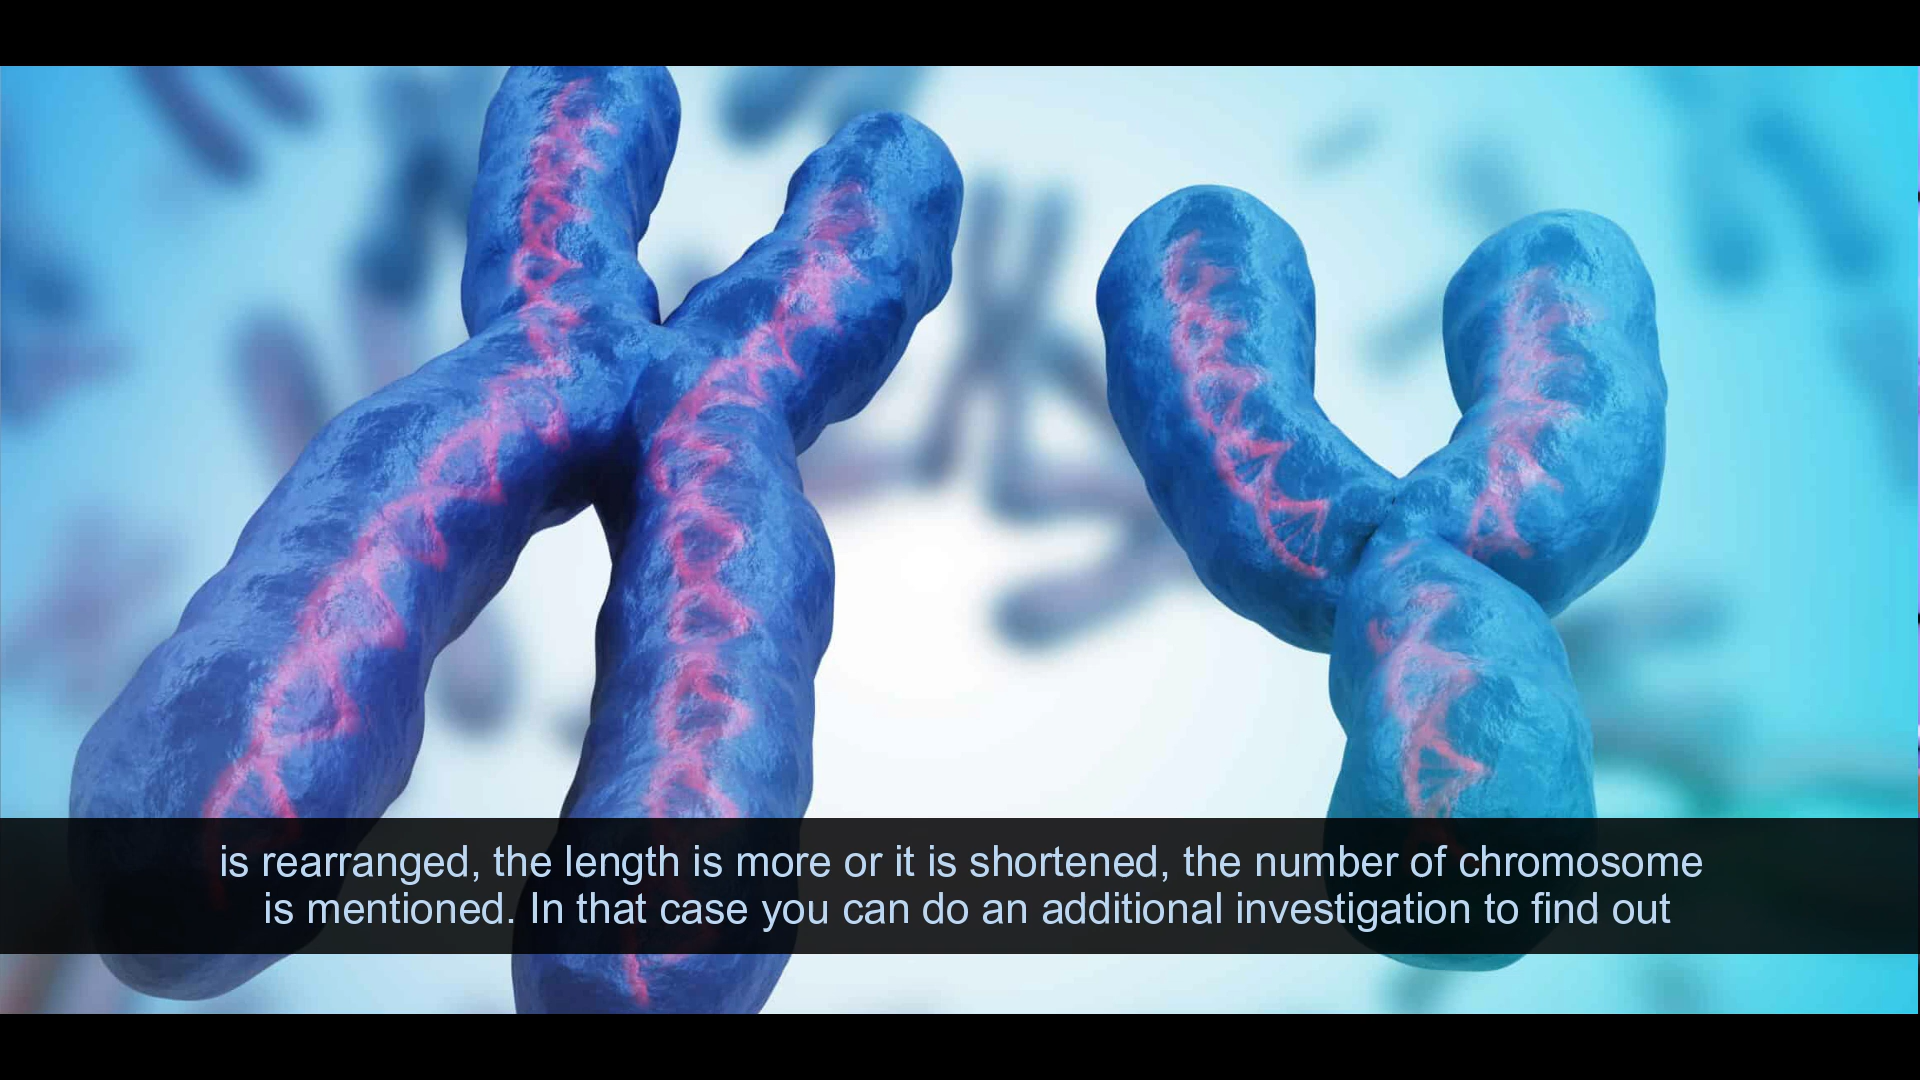 is rearranged, the length is more or it is shortened, the number of chromosome
is mentioned. In that case you can do an additional investigation to find out